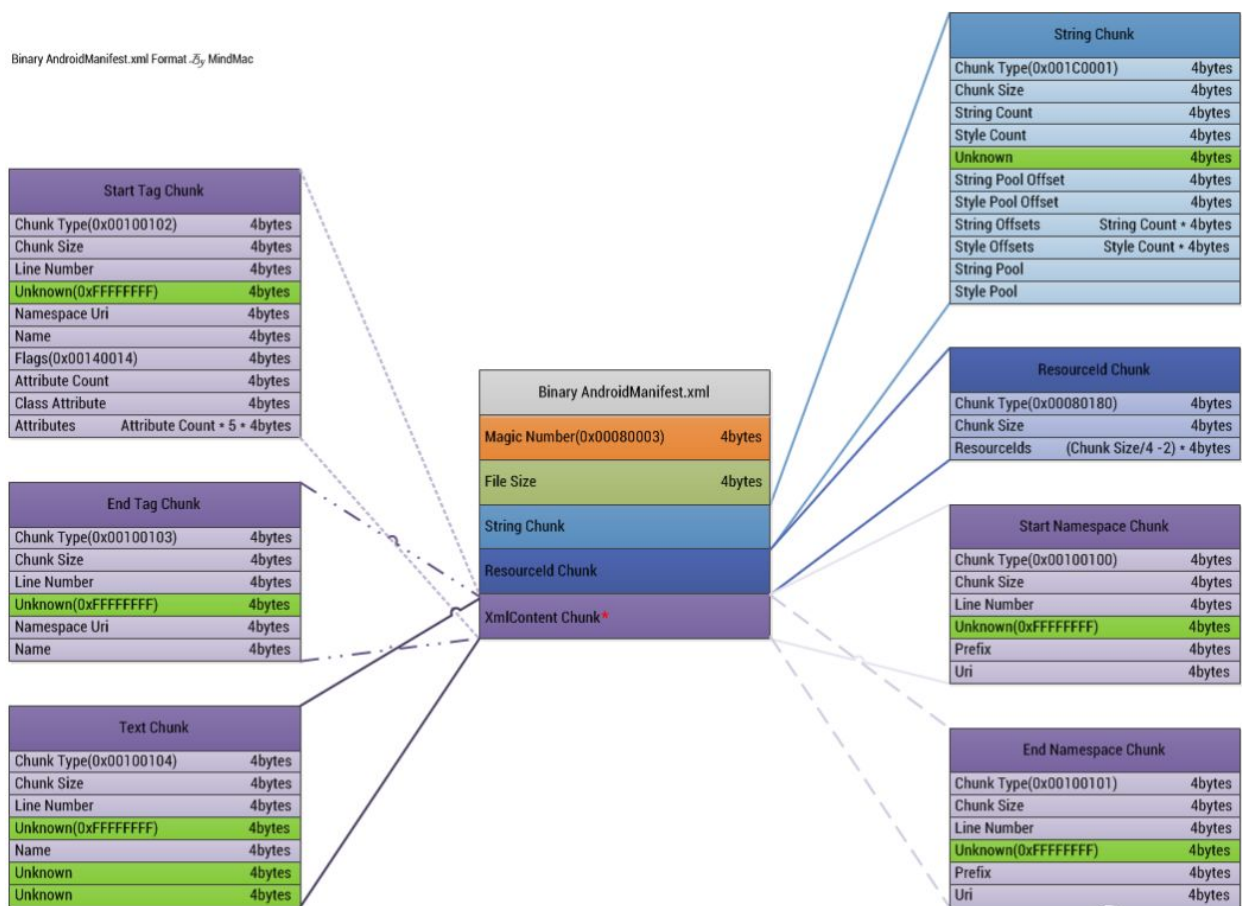 Binary AndroidManifest.xml Format By MindMac
Start Tag Chunk
Chunk Type(0x00100102) 4bytes
Chunk Size 4bytes
Line Number 4bytes
Unknown(0xFFFFFFFF) 4bytes
Namespace Uri 4bytes
Name 4bytes
Flags(0x00140014) 4bytes
Attribute Count 4bytes
Class Attribute 4bytes
Attributes Attribute Count * 5 * 4bytes
End Tag Chunk
Chunk Type(0x00100103) 4bytes
Chunk Size 4bytes
Line Number 4bytes
Unknown(0xFFFFFFFF) 4bytes
Namespace Uri 4bytes
Name 4bytes
Text Chunk
Chunk Type(0x00100104) 4bytes
Chunk Size 4bytes
Line Number 4bytes
Unknown(0xFFFFFFFF) 4bytes
Name 4bytes
Unknown 4bytes
Unknown 4bytes
Binary AndroidManifest.xml
Magic Number(0x00080003) 4bytes
File Size 4bytes
String Chunk
ResourceId Chunk
XmlContent Chunk*
String Chunk
Chunk Type(0x001C0001) 4bytes
Chunk Size 4bytes
String Count 4bytes
Style Count 4bytes
Unknown 4bytes
String Pool Offset 4bytes
Style Pool Offset 4bytes
String Offsets String Count * 4bytes
Style Offsets Style Count * 4bytes
String Pool
Style Pool
ResourceId Chunk
Chunk Type(0x00080180) 4bytes
Chunk Size 4bytes
ResourceIds (Chunk Size/4 -2) * 4bytes
Start Namespace Chunk
Chunk Type(0x00100100) 4bytes
Chunk Size 4bytes
Line Number 4bytes
Unknown(0xFFFFFFFF) 4bytes
Prefix 4bytes
Uri 4bytes
End Namespace Chunk
Chunk Type(0x00100101) 4bytes
Chunk Size 4bytes
Line Number 4bytes
Unknown(0xFFFFFFFF) 4bytes
Prefix 4bytes
Uri 4bytes